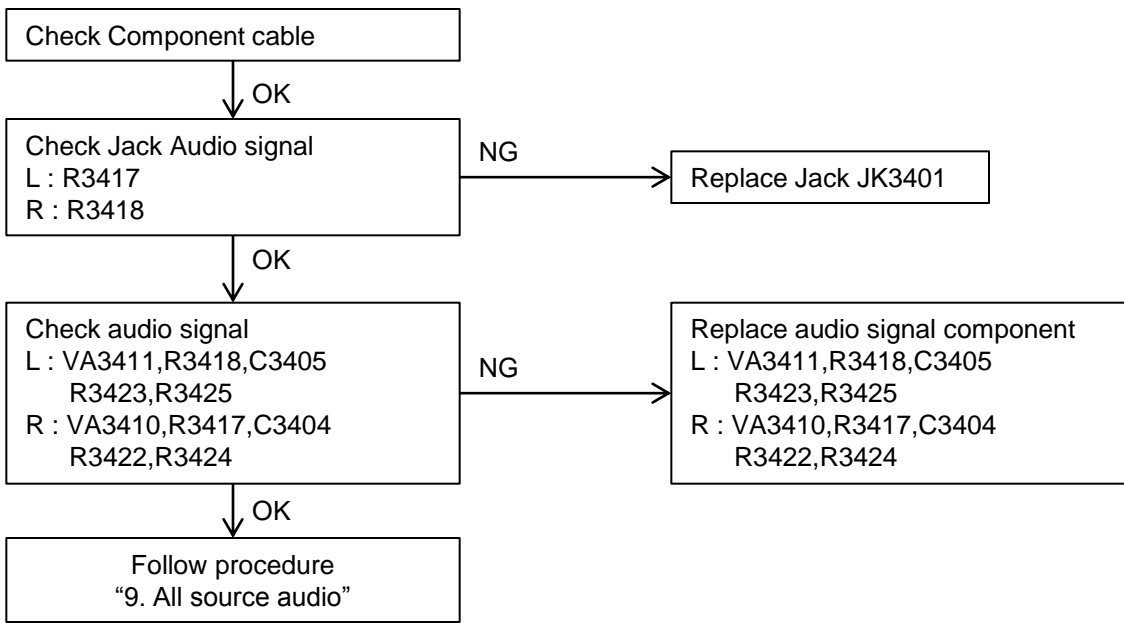 Check Component cable
OK
Check Jack Audio signal
L : R3417
R : R3418
NG
Replace Jack JK3401
OK
Check audio signal
L : VA3411,R3418,C3405
R3423,R3425
R : VA3410,R3417,C3404
R3422,R3424
NG
Replace audio signal component
L : VA3411,R3418,C3405
R3423,R3425
R : VA3410,R3417,C3404
R3422,R3424
OK
Follow procedure
“9. All source audio”